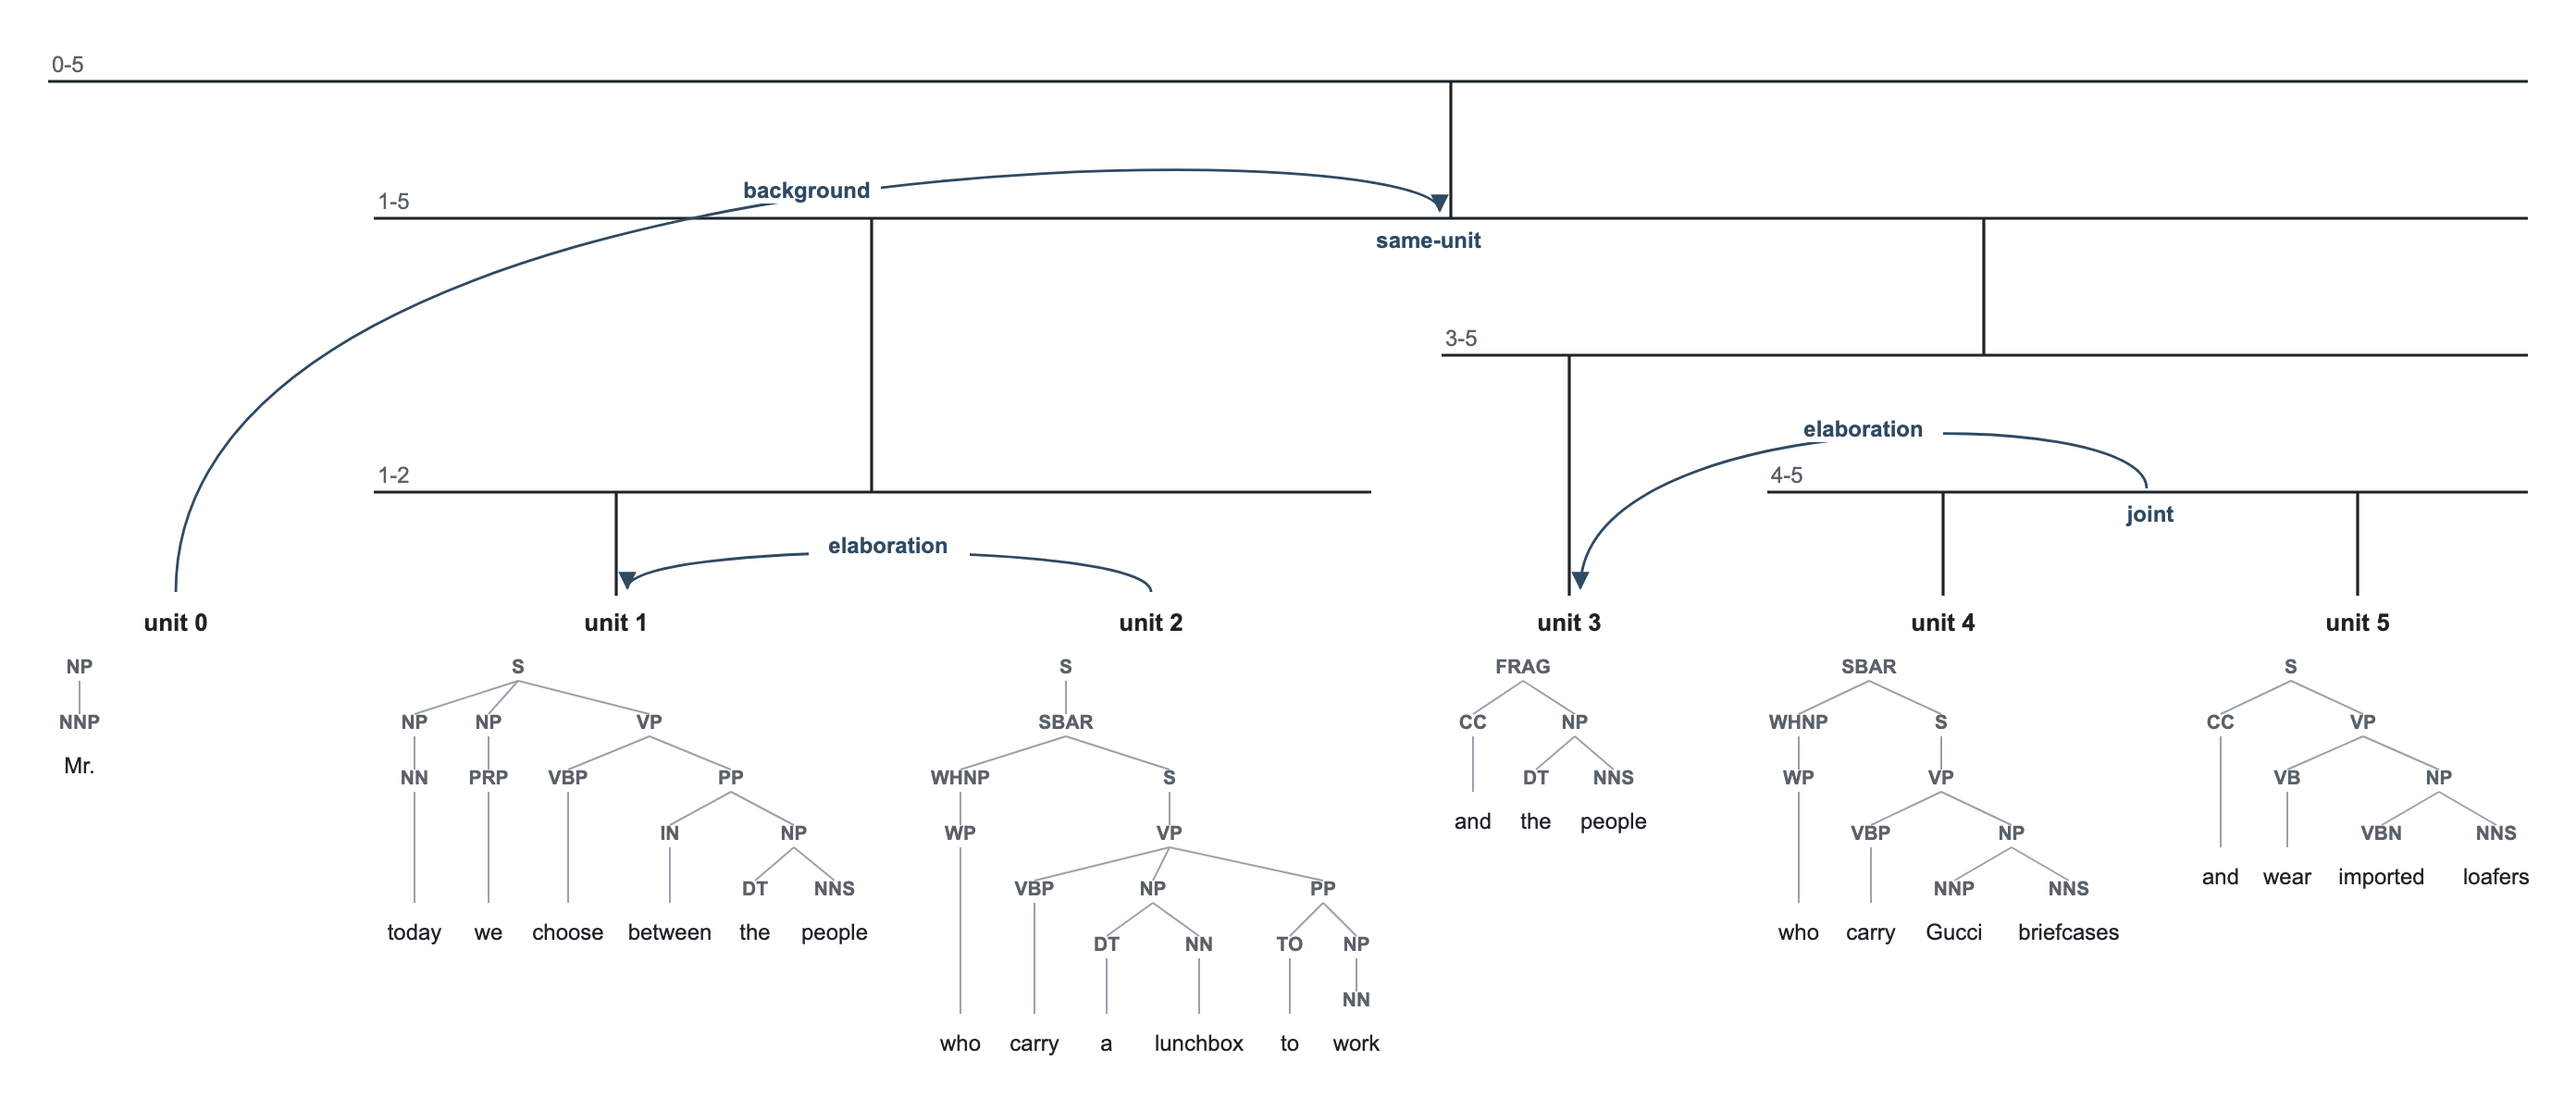 0-5
background
1-5
same-unit
3-5
elaboration
1-2
4-5
joint
elaboration
unit 0 unit 1 unit 2 unit 3 unit 4 unit 5
NP S S FRAG SBAR S
NNP NP NP VP SBAR CC NP WHNP S CC VP
Mr.
NN PRP VBP PP WHNP S DT NNS WP VP VB NP
and the people
IN NP WP VP VBP NP VBN NNS
and wear imported loafers
DT NNS VBP NP PP NNP NNS
today we choose between the people who carry Gucci briefcases
DT NN TO NP
NN
who carry a lunchbox to work